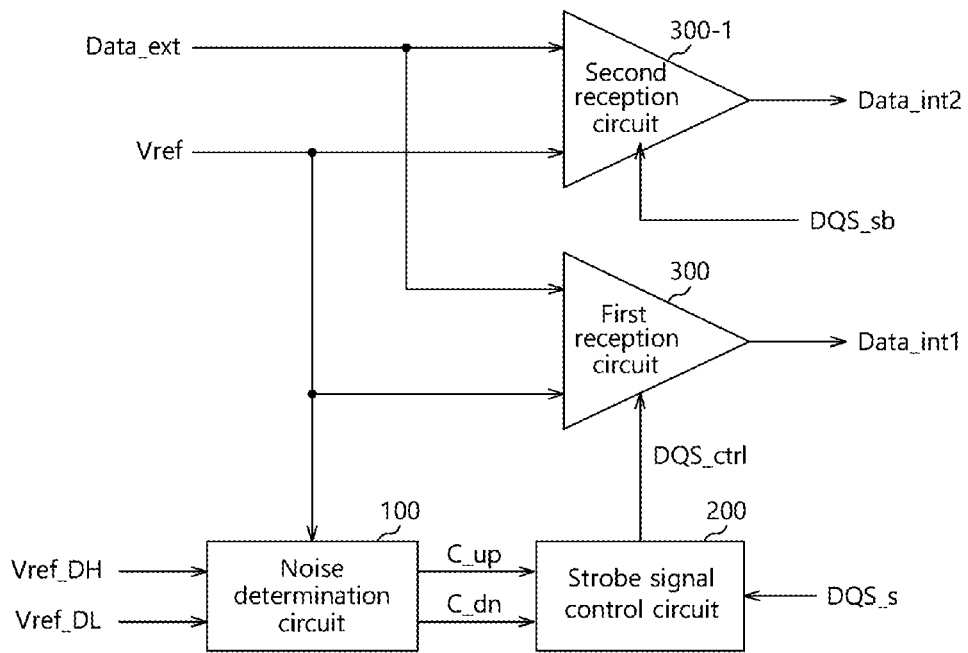 300-1
Data_ext
Second
reception
circuit
Data_int2
Vref
DQS_sb
300
First
reception
circuit
Data_int1
DQS_ctrl
100
200
Vref_DH
Vref_DL
Noise
determination
circuit
C_up
C_dn
Strobe signal
control circuit
DQS_s